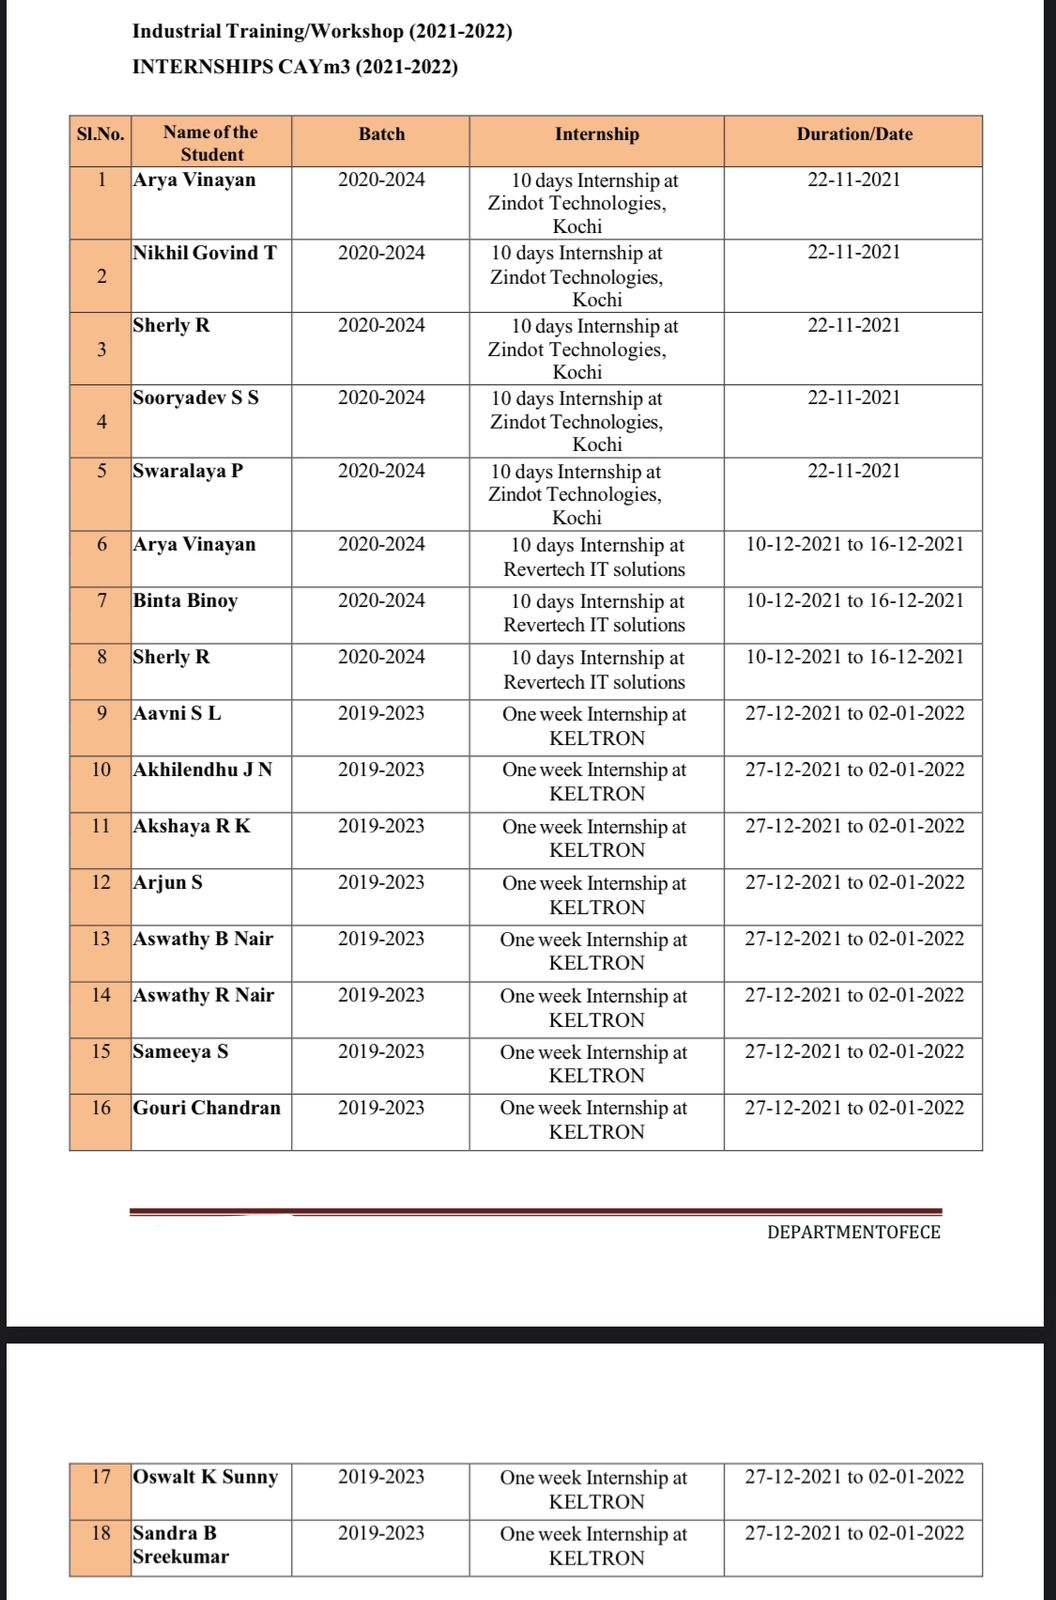 Industrial Training/Workshop (2021-2022)
INTERNSHIPS CAYm3 (2021-2022)
Sl.No. Name of the Student Batch Internship Duration/Date
1 Arya Vinayan 2020-2024 10 days Internship at Zindot Technologies, Kochi 22-11-2021
2 Nikhil Govind T 2020-2024 10 days Internship at Zindot Technologies, Kochi 22-11-2021
3 Sherly R 2020-2024 10 days Internship at Zindot Technologies, Kochi 22-11-2021
4 Sooryadev S S 2020-2024 10 days Internship at Zindot Technologies, Kochi 22-11-2021
5 Swaralaya P 2020-2024 10 days Internship at Zindot Technologies, Kochi 22-11-2021
6 Arya Vinayan 2020-2024 10 days Internship at Revertech IT solutions 10-12-2021 to 16-12-2021
7 Binta Binoy 2020-2024 10 days Internship at Revertech IT solutions 10-12-2021 to 16-12-2021
8 Sherly R 2020-2024 10 days Internship at Revertech IT solutions 10-12-2021 to 16-12-2021
9 Aavni S L 2019-2023 One week Internship at KELTRON 27-12-2021 to 02-01-2022
10 Akhilendhu J N 2019-2023 One week Internship at KELTRON 27-12-2021 to 02-01-2022
11 Akshaya R K 2019-2023 One week Internship at KELTRON 27-12-2021 to 02-01-2022
12 Arjun S 2019-2023 One week Internship at KELTRON 27-12-2021 to 02-01-2022
13 Aswathy B Nair 2019-2023 One week Internship at KELTRON 27-12-2021 to 02-01-2022
14 Aswathy R Nair 2019-2023 One week Internship at KELTRON 27-12-2021 to 02-01-2022
15 Sameeya S 2019-2023 One week Internship at KELTRON 27-12-2021 to 02-01-2022
16 Gouri Chandran 2019-2023 One week Internship at KELTRON 27-12-2021 to 02-01-2022
DEPARTMENTOFECE
17 Oswalt K Sunny 2019-2023 One week Internship at KELTRON 27-12-2021 to 02-01-2022
18 Sandra B Sreekumar 2019-2023 One week Internship at KELTRON 27-12-2021 to 02-01-2022